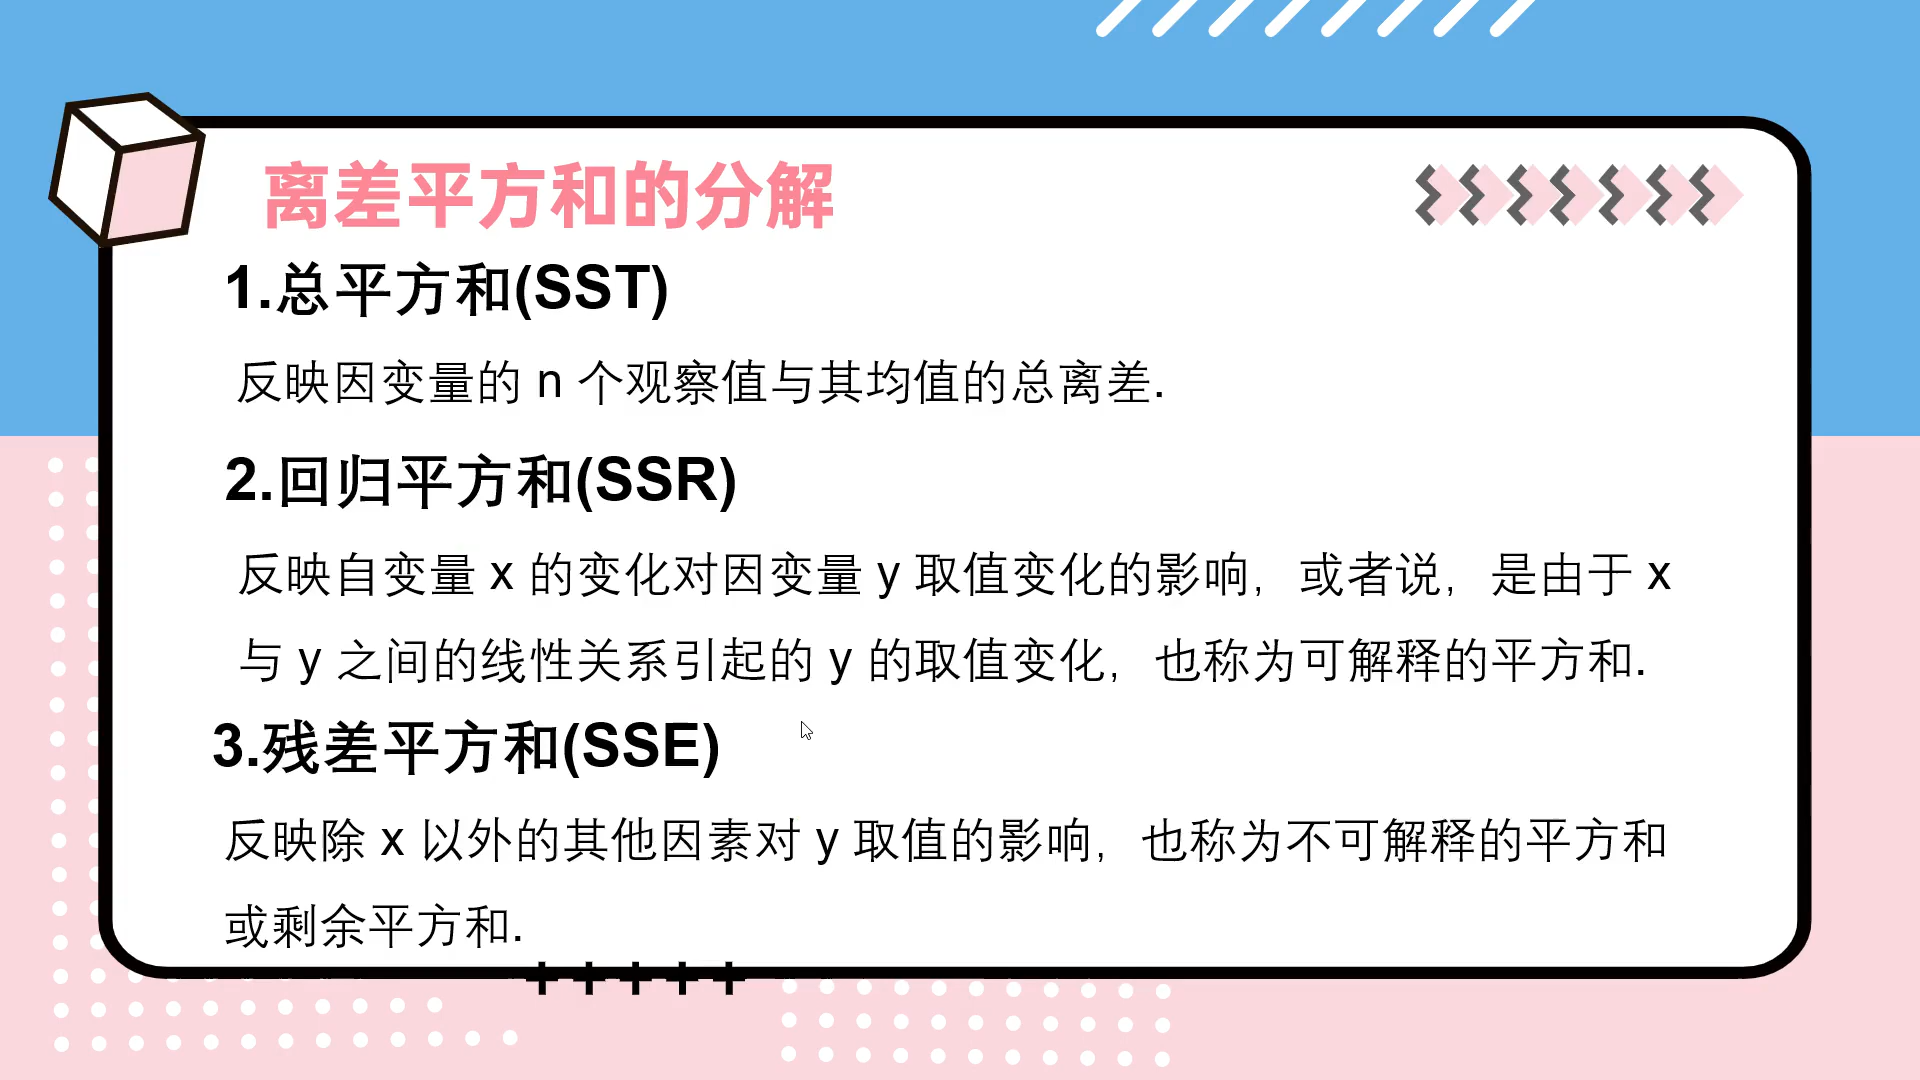 离差平方和的分解
1.总平方和(SST)
反映因变量的 n 个观察值与其均值的总离差.
2.回归平方和(SSR)
反映自变量 x 的变化对因变量 y 取值变化的影响，或者说，是由于 x
与 y 之间的线性关系引起的 y 的取值变化，也称为可解释的平方和.
3.残差平方和(SSE)
反映除 x 以外的其他因素对 y 取值的影响，也称为不可解释的平方和
或剩余平方和.